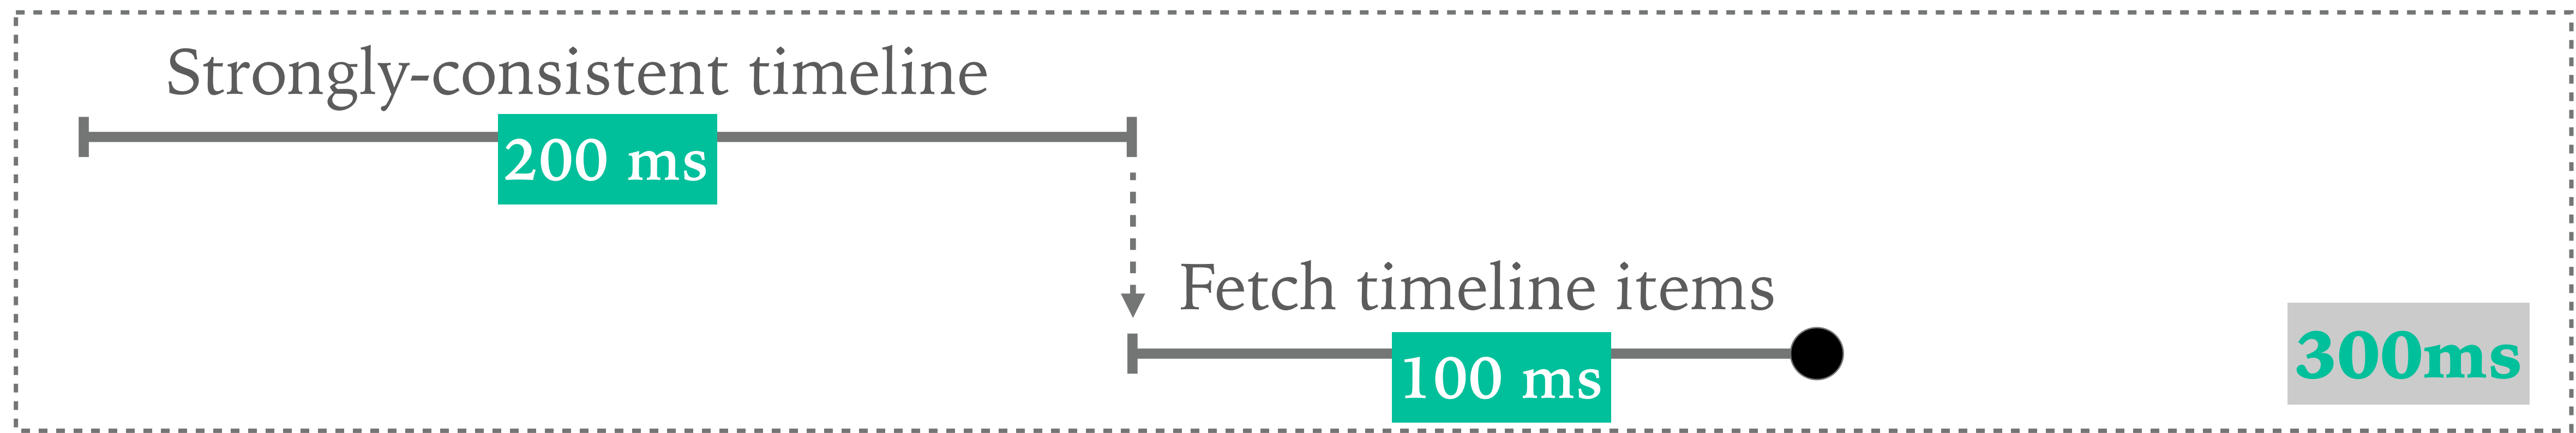 Strongly-consistent timeline
200 ms
Fetch timeline items
100 ms
300ms